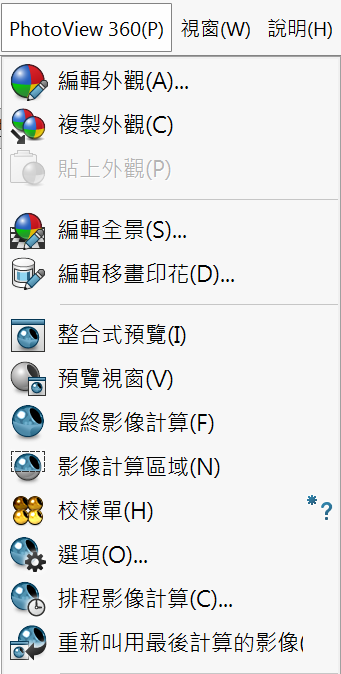 PhotoView 360(P) 視窗(W) 說明(H)
編輯外觀(A)...
複製外觀(C)
貼上外觀(P)
編輯全景(S)...
編輯移畫印花(D)...
整合式預覽(I)
預覽視窗(V)
最終影像計算(F)
影像計算區域(N)
校樣單(H)
選項(O)...
排程影像計算(C)...
重新叫用最後計算的影像(